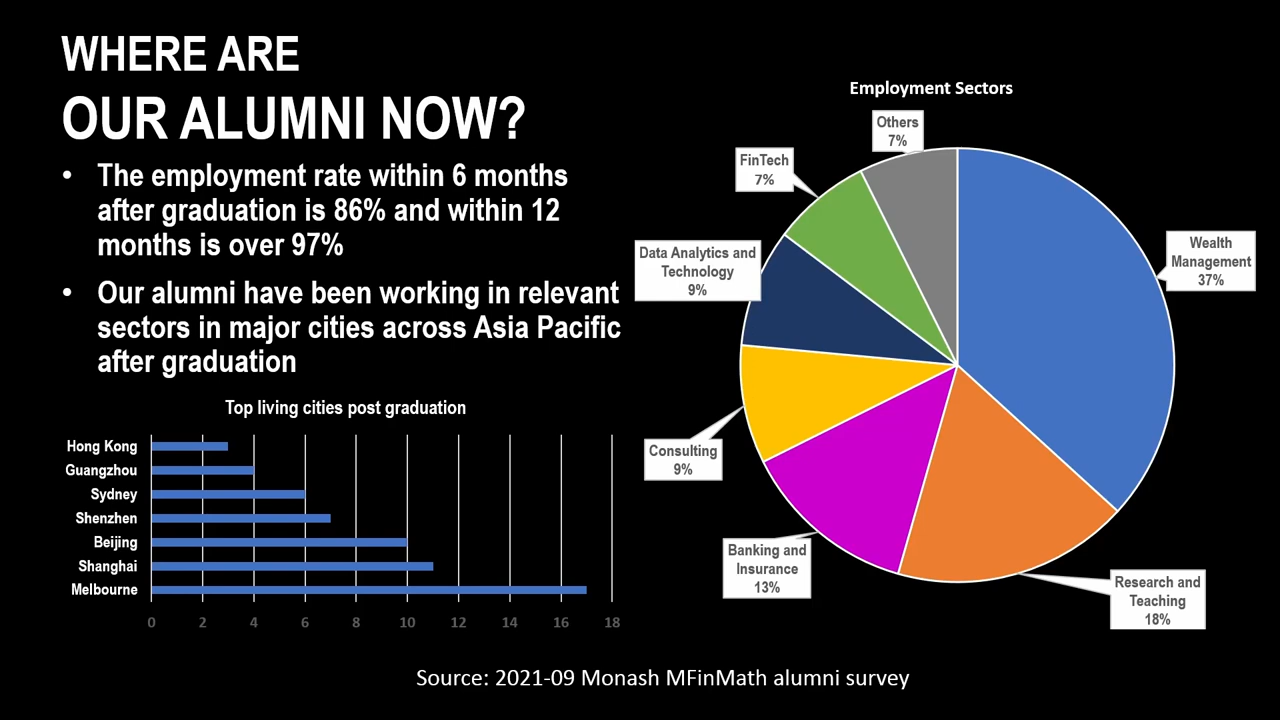 WHERE ARE
OUR ALUMNI NOW?
• The employment rate within 6 months
after graduation is 86% and within 12
months is over 97%
• Our alumni have been working in relevant
sectors in major cities across Asia Pacific
after graduation
Top living cities post graduation
Hong Kong
Guangzhou
Sydney
Shenzhen
Beijing
Shanghai
Melbourne
0 2 4 6 8 10 12 14 16 18
Employment Sectors
Others
7%
FinTech
7%
Data Analytics and
Technology
9%
Consulting
9%
Banking and
Insurance
13%
Research and
Teaching
18%
Wealth
Management
37%
Source: 2021-09 Monash MFinMath alumni survey